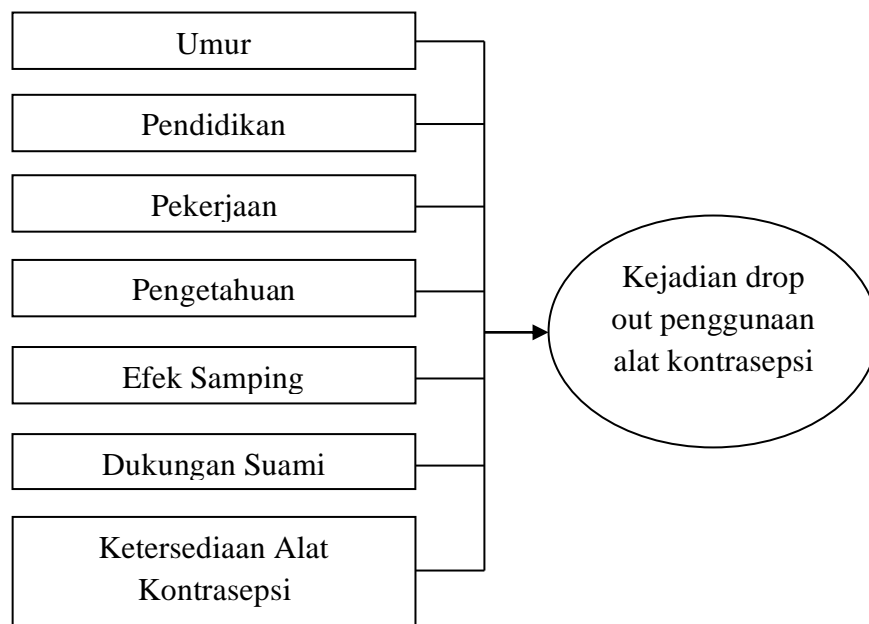 Umur
Pendidikan
Pekerjaan
Pengetahuan
Efek Samping
Dukungan Suami
Ketersediaan Alat
Kontrasepsi
Kejadian drop
out penggunaan
alat kontrasepsi